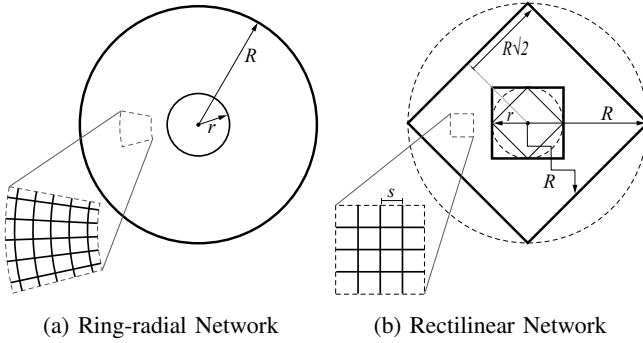 R
r
R√2
r
R
R
s
(a) Ring-radial Network
(b) Rectilinear Network